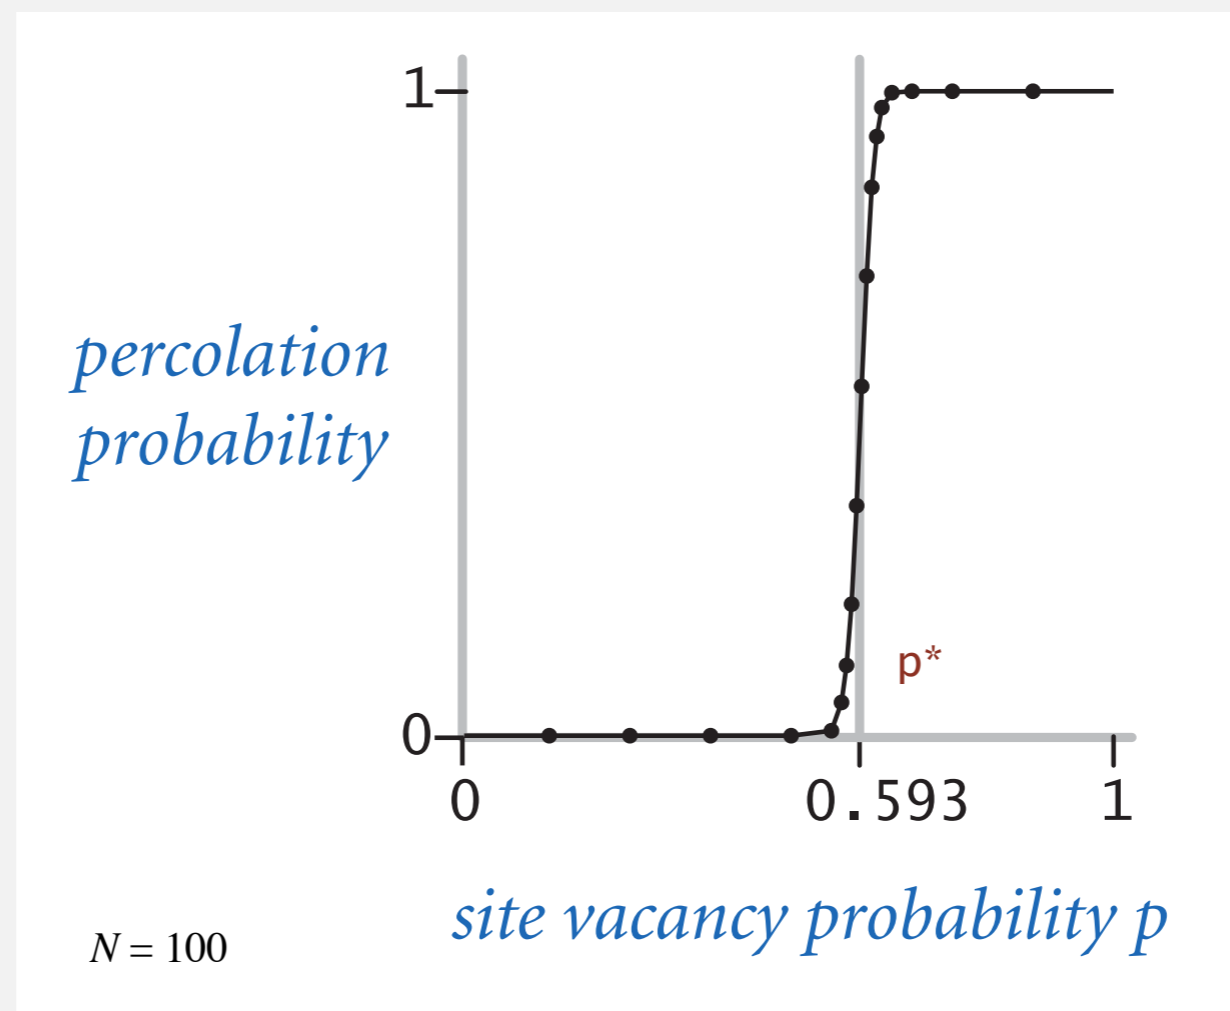 1
percolation
probability
p*
0
0
0.593
1
site vacancy probability p
N = 100